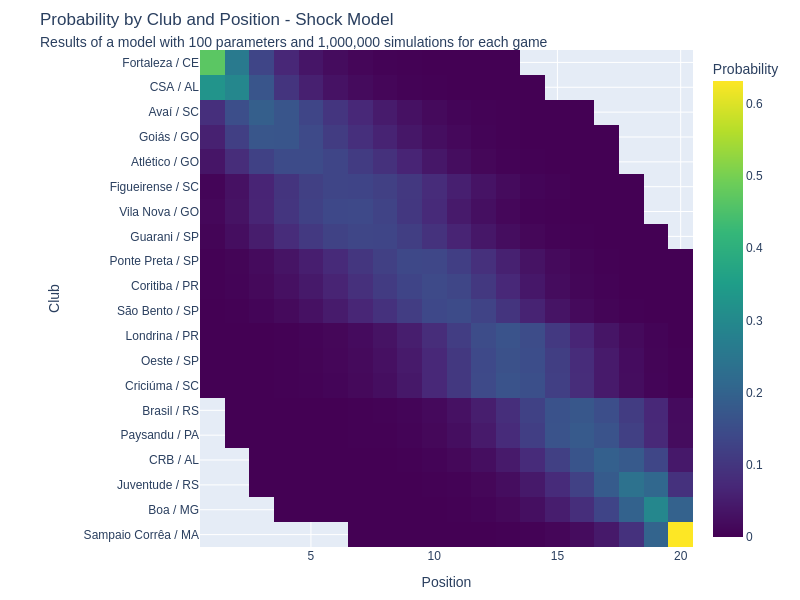 Probability by Club and Position - Shock Model
Results of a model with 100 parameters and 1,000,000 simulations for each game
Probability
Fortaleza / CE
CSA / AL
Avaí / SC
Goiás / GO
Atlético / GO
Figueirense / SC
Vila Nova / GO
Guarani / SP
Ponte Preta / SP
Coritiba / PR
São Bento / SP
Londrina / PR
Oeste / SP
Criciúma / SC
Brasil / RS
Paysandu / PA
CRB / AL
Juventude / RS
Boa / MG
Sampaio Corrêa / MA
Club
5
10
15
20
Position
0.6
0.5
0.4
0.3
0.2
0.1
0